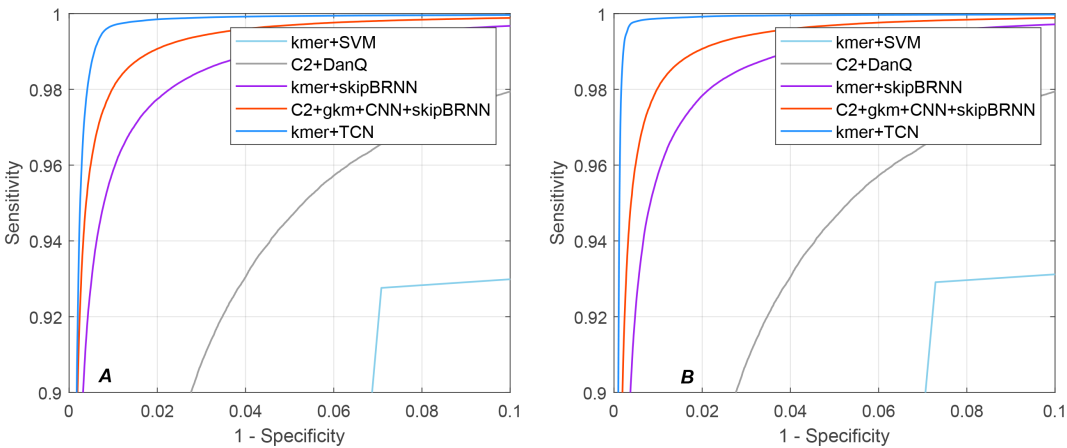 Sensitivity
1
0.98
0.96
0.94
0.92
0.9
kmer+SVM
C2+DanQ
kmer+skipBRNN
C2+gkm+CNN+skipBRNN
kmer+TCN
A
0 0.02 0.04 0.06 0.08 0.1
1 - Specificity
Sensitivity
1
0.98
0.96
0.94
0.92
0.9
kmer+SVM
C2+DanQ
kmer+skipBRNN
C2+gkm+CNN+skipBRNN
kmer+TCN
B
0 0.02 0.04 0.06 0.08 0.1
1 - Specificity